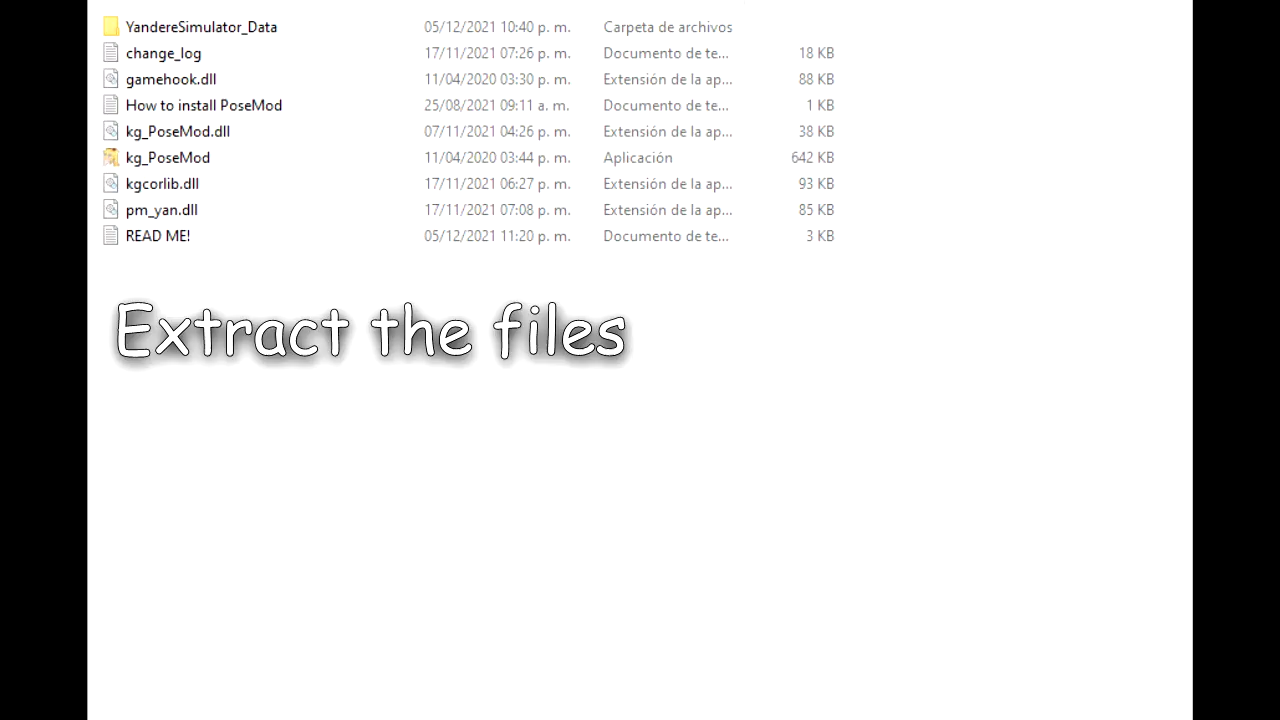 YandereSimulator_Data 05/12/2021 10:40 p. m. Carpeta de archivos
change_log 17/11/2021 07:26 p. m. Documento de te... 18 KB
gamehook.dll 11/04/2020 03:30 p. m. Extensión de la ap... 88 KB
How to install PoseMod 25/08/2021 09:11 a. m. Documento de te... 1 KB
kg_PoseMod.dll 07/11/2021 04:26 p. m. Extensión de la ap... 38 KB
kg_PoseMod 11/04/2020 03:44 p. m. Aplicación 642 KB
kgcorlib.dll 17/11/2021 06:27 p. m. Extensión de la ap... 93 KB
pm_yan.dll 17/11/2021 07:08 p. m. Extensión de la ap... 85 KB
READ ME! 05/12/2021 11:20 p. m. Documento de te... 3 KB
Extract the files